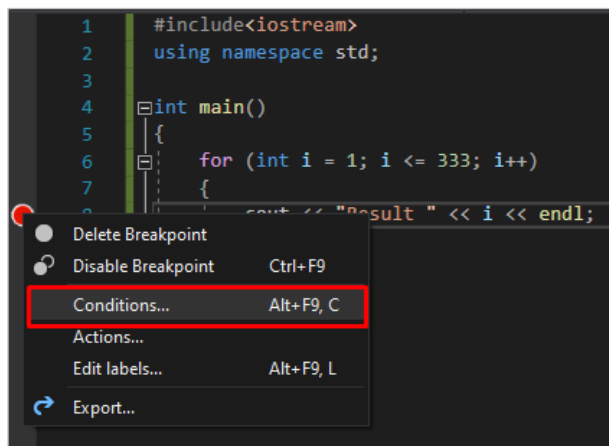 1 #include<iostream>
2 using namespace std;
3
4 int main()
5 {
6 for (int i = 1; i <= 333; i++)
7 {
cout << "Result " << i << endl;
Delete Breakpoint
Disable Breakpoint Ctrl+F9
Conditions... Alt+F9, C
Actions...
Edit labels... Alt+F9, L
Export...